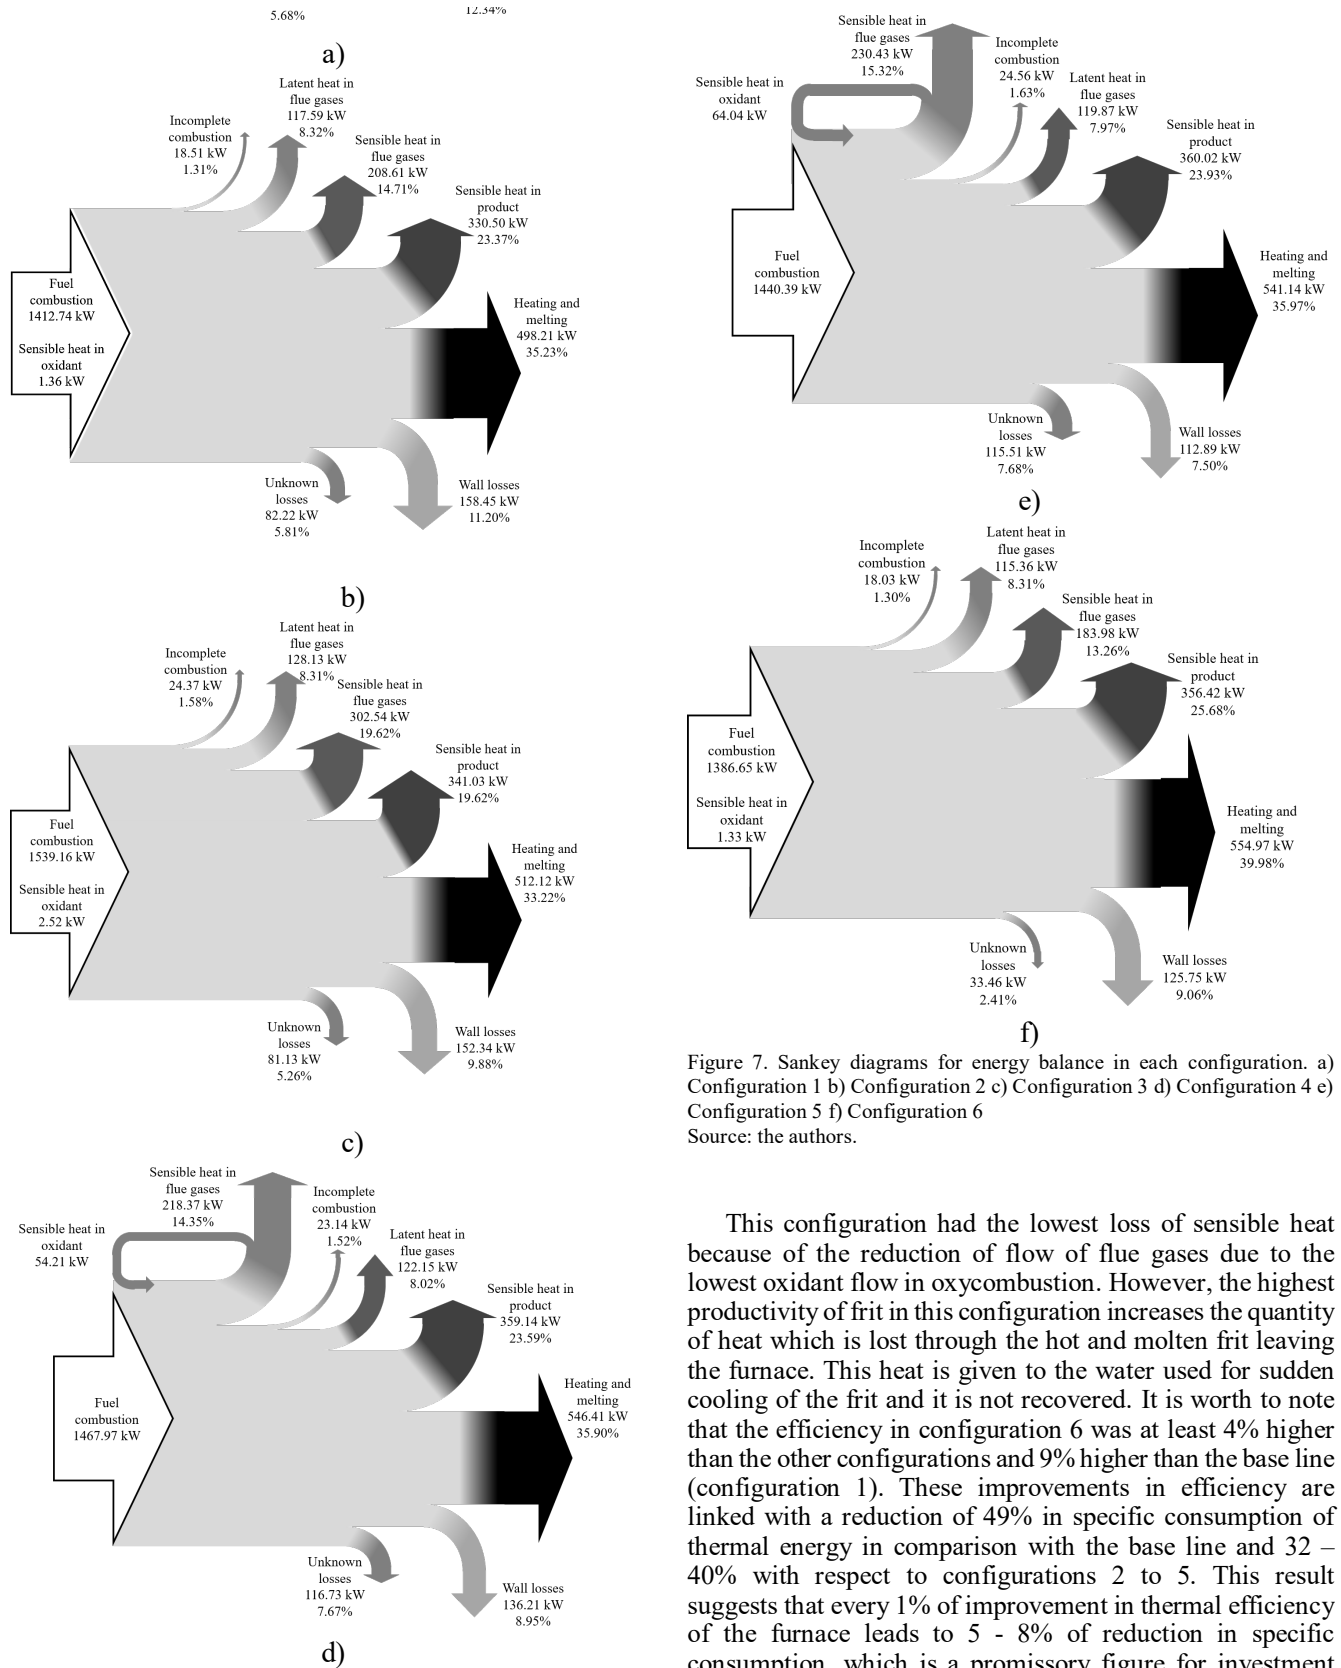 5.68%
12.34%
a)
Latent heat in
flue gases
117.59 kW
8.32%
Incomplete
combustion
18.51 kW
1.31%
Sensible heat in
flue gases
208.61 kW
14.71%
Sensible heat in
product
330.50 kW
23.37%
Fuel
combustion
1412.74 kW
Sensible heat in
oxidant
1.36 kW
Heating and
melting
498.21 kW
35.23%
Unknown
losses
82.22 kW
5.81%
Wall losses
158.45 kW
11.20%
b)
Latent heat in
flue gases
128.13 kW
8.31%
Incomplete
combustion
24.37 kW
1.58%
Sensible heat in
flue gases
302.54 kW
19.62%
Sensible heat in
product
341.03 kW
19.62%
Fuel
combustion
1539.16 kW
Sensible heat in
oxidant
2.52 kW
Heating and
melting
512.12 kW
33.22%
Unknown
losses
81.13 kW
5.26%
Wall losses
152.34 kW
9.88%
c)
Sensible heat in
flue gases
218.37 kW
14.35%
Sensible heat in
oxidant
54.21 kW
Incomplete
combustion
23.14 kW
1.52%
Latent heat in
flue gases
122.15 kW
8.02%
Sensible heat in
product
359.14 kW
23.59%
Fuel
combustion
1467.97 kW
Heating and
melting
546.41 kW
35.90%
Unknown
losses
116.73 kW
7.67%
Wall losses
136.21 kW
8.95%
d)
Sensible heat in
flue gases
230.43 kW
15.32%
Sensible heat in
oxidant
64.04 kW
Incomplete
combustion
24.56 kW
1.63%
Latent heat in
flue gases
119.87 kW
7.97%
Sensible heat in
product
360.02 kW
23.93%
Fuel
combustion
1440.39 kW
Heating and
melting
541.14 kW
35.97%
Unknown
losses
115.51 kW
7.68%
Wall losses
112.89 kW
7.50%
e)
Latent heat in
flue gases
115.36 kW
8.31%
Incomplete
combustion
18.03 kW
1.30%
Sensible heat in
flue gases
183.98 kW
13.26%
Sensible heat in
product
356.42 kW
25.68%
Fuel
combustion
1386.65 kW
Sensible heat in
oxidant
1.33 kW
Heating and
melting
554.97 kW
39.98%
Unknown
losses
33.46 kW
2.41%
Wall losses
125.75 kW
9.06%
f)
Figure 7. Sankey diagrams for energy balance in each configuration. a)
Configuration 1 b) Configuration 2 c) Configuration 3 d) Configuration 4 e)
Configuration 5 f) Configuration 6
Source: the authors.
This configuration had the lowest loss of sensible heat
because of the reduction of flow of flue gases due to the
lowest oxidant flow in oxycombustion. However, the highest
productivity of frit in this configuration increases the quantity
of heat which is lost through the hot and molten frit leaving
the furnace. This heat is given to the water used for sudden
cooling of the frit and it is not recovered. It is worth to note
that the efficiency in configuration 6 was at least 4% higher
than the other configurations and 9% higher than the base line
(configuration 1). These improvements in efficiency are
linked with a reduction of 49% in specific consumption of
thermal energy in comparison with the base line and 32 –
40% with respect to configurations 2 to 5. This result
suggests that every 1% of improvement in thermal efficiency
of the furnace leads to 5 - 8% of reduction in specific
consumption, which is a promissory figure for investment